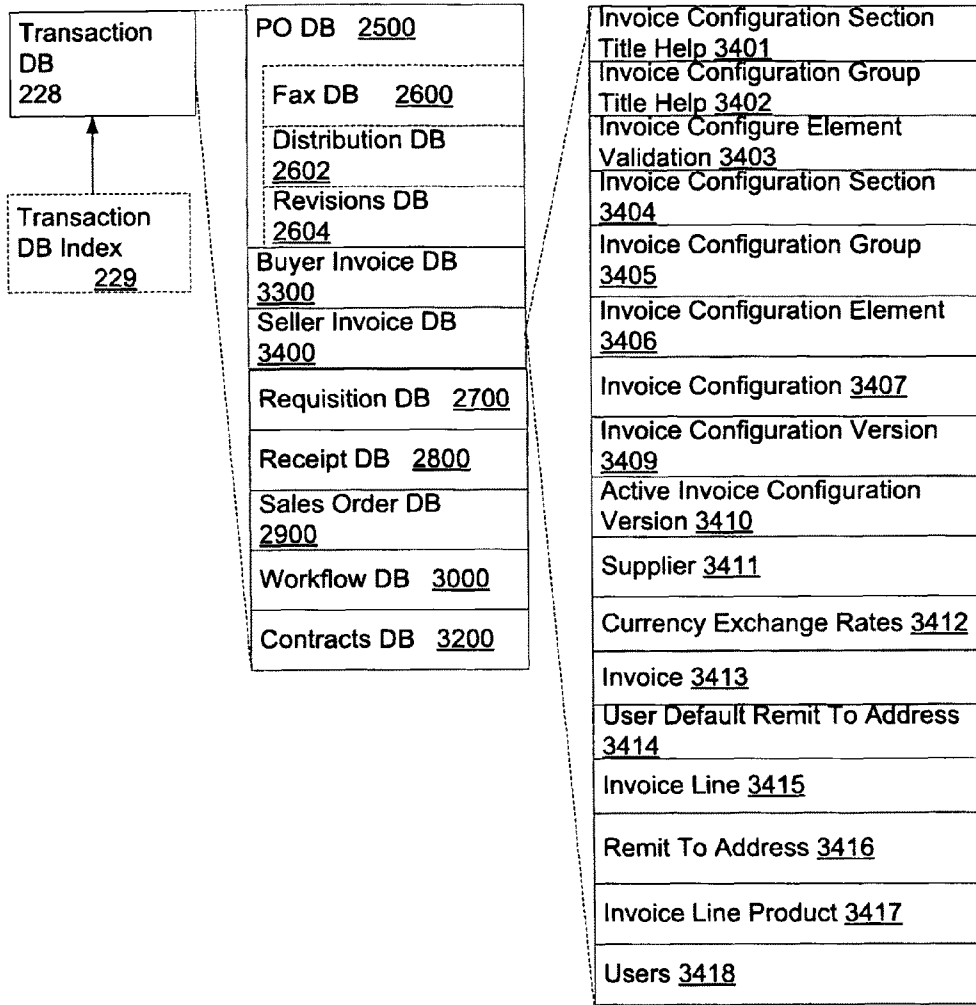 Transaction
DB
228
Transaction
DB Index
229
PO DB 2500
Fax DB 2600
Distribution DB
2602
Revisions DB
2604
Buyer Invoice DB
3300
Seller Invoice DB
3400
Requisition DB 2700
Receipt DB 2800
Sales Order DB
2900
Workflow DB 3000
Contracts DB 3200
Invoice Configuration Section
Title Help 3401
Invoice Configuration Group
Title Help 3402
Invoice Configure Element
Validation 3403
Invoice Configuration Section
3404
Invoice Configuration Group
3405
Invoice Configuration Element
3406
Invoice Configuration 3407
Invoice Configuration Version
3409
Active Invoice Configuration
Version 3410
Supplier 3411
Currency Exchange Rates 3412
Invoice 3413
User Default Remit To Address
3414
Invoice Line 3415
Remit To Address 3416
Invoice Line Product 3417
Users 3418